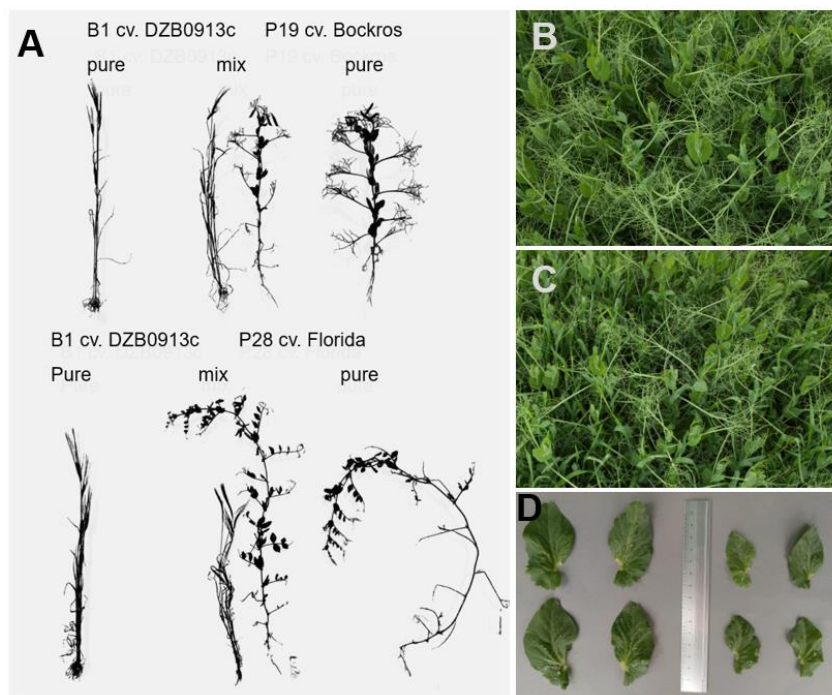 A
B1 cv. DZB0913c P19 cv. Bockros
pure mix pure
B1 cv. DZB0913c P28 cv. Florida
Pure mix pure
B
C
D